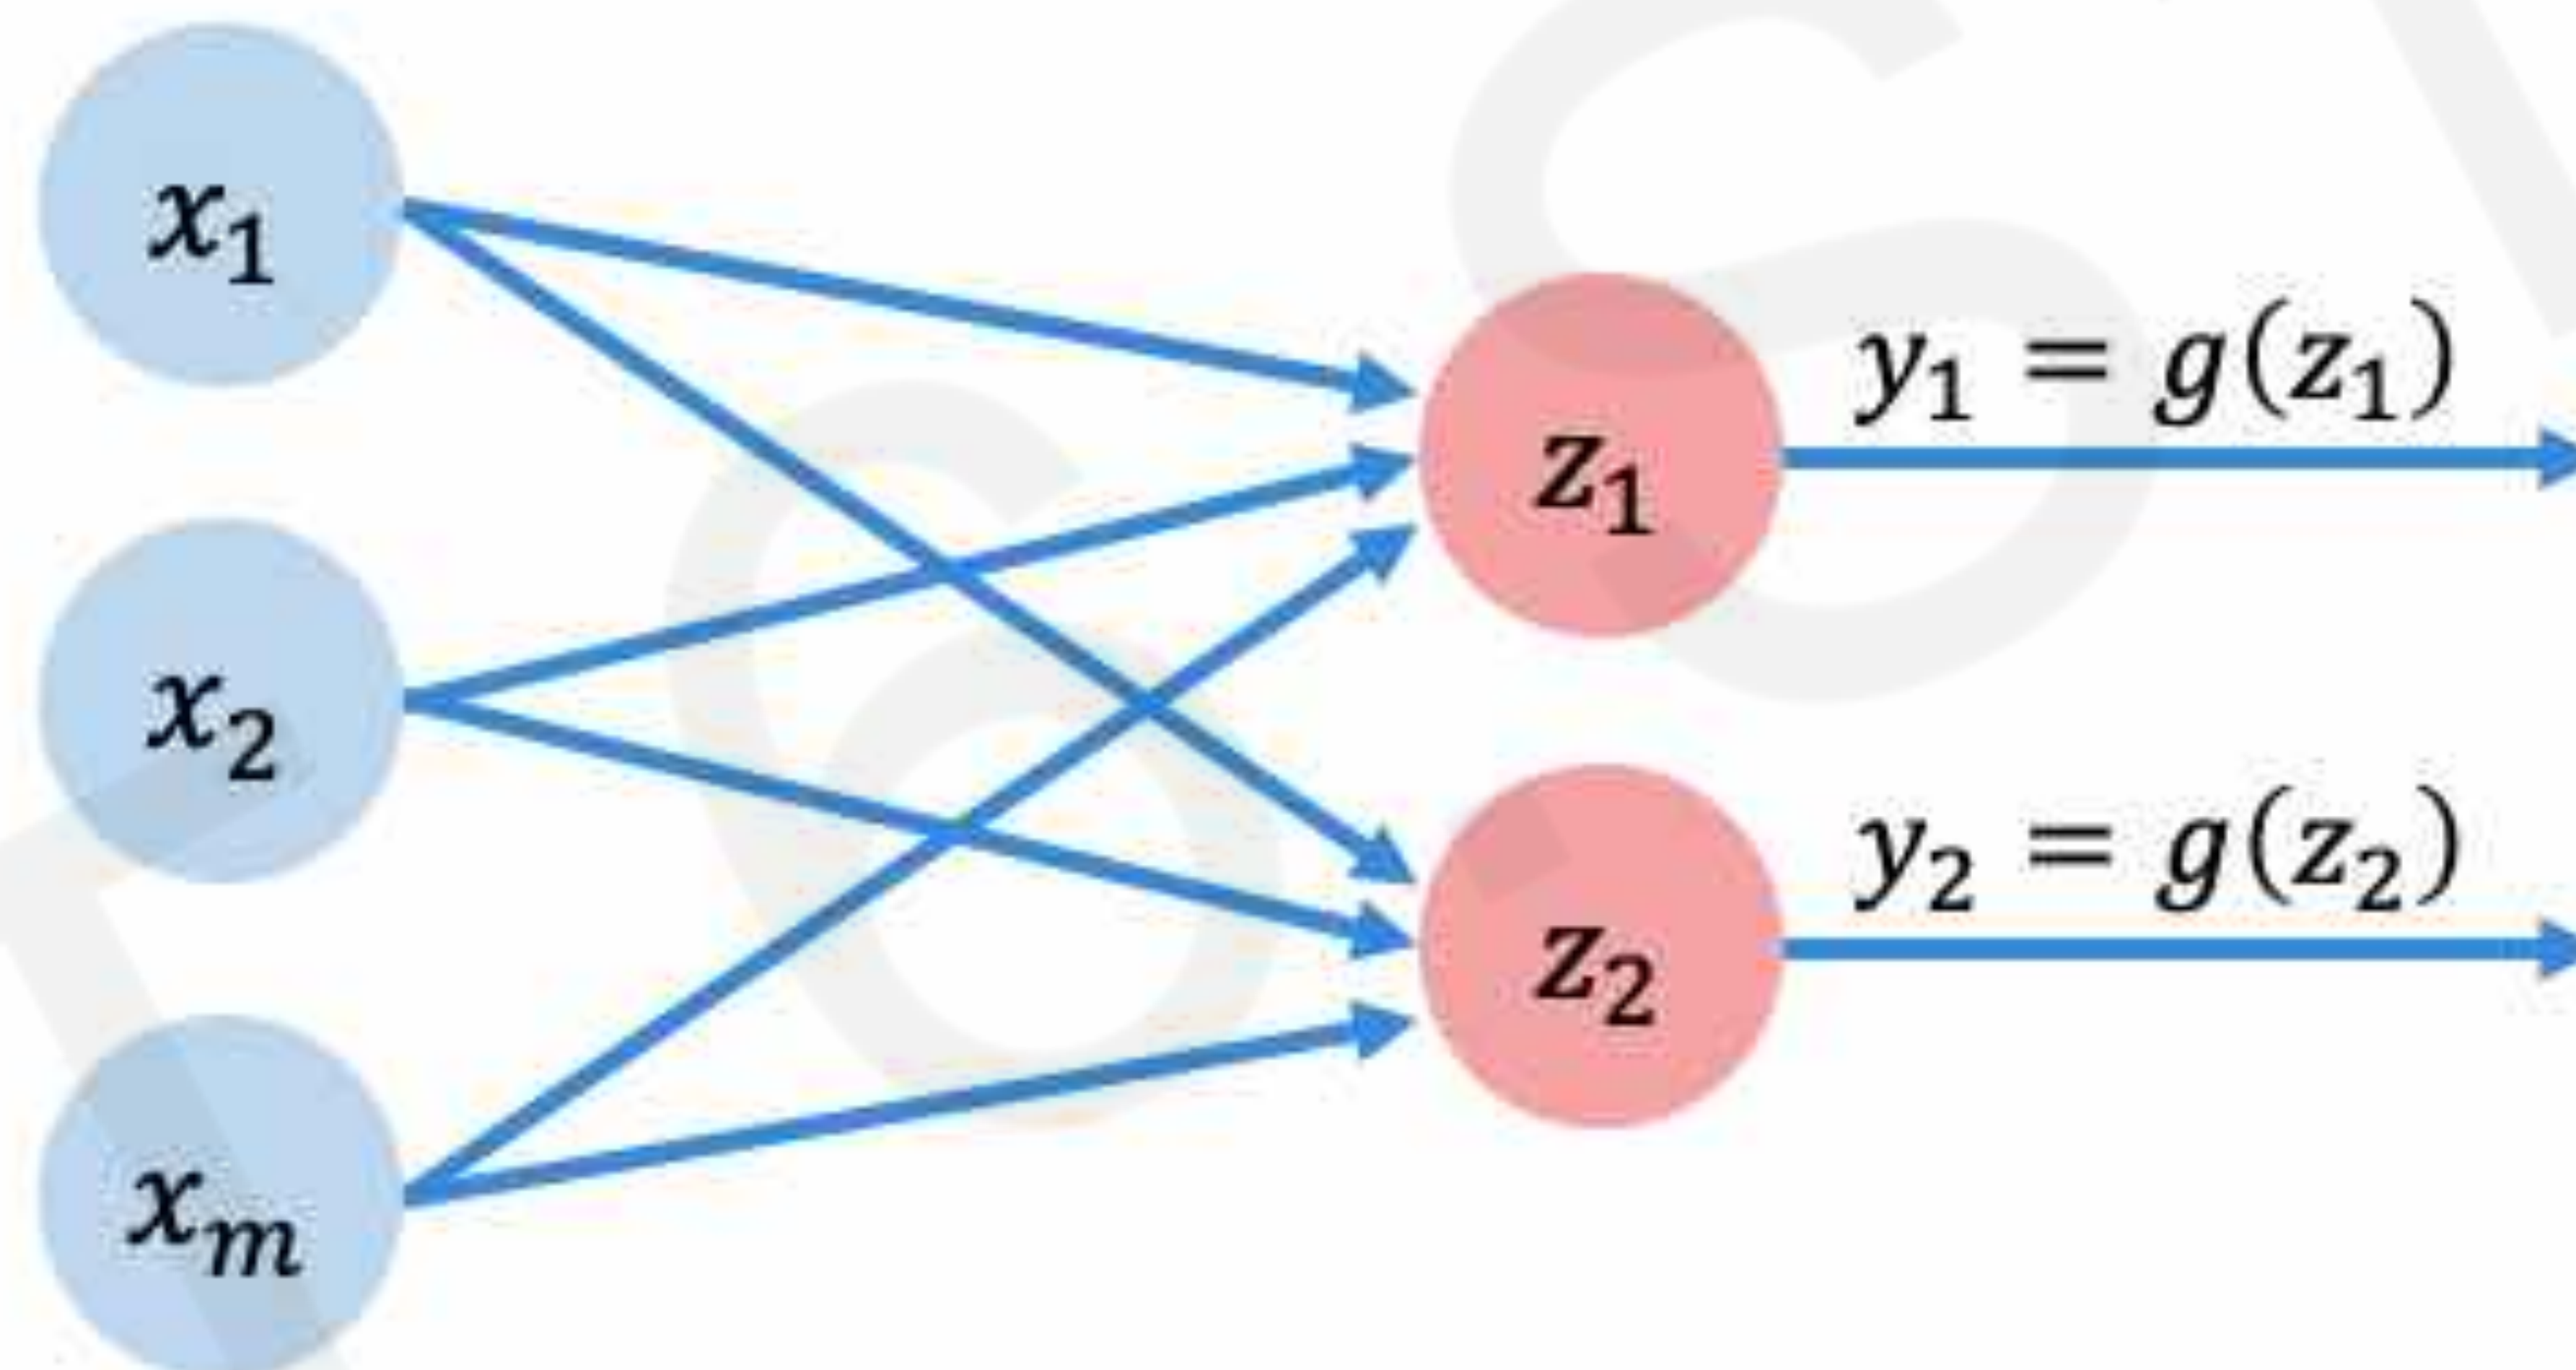 x₁
z₁
y₁ = g(z₁)
x₂
z₂
y₂ = g(z₂)
xₘ